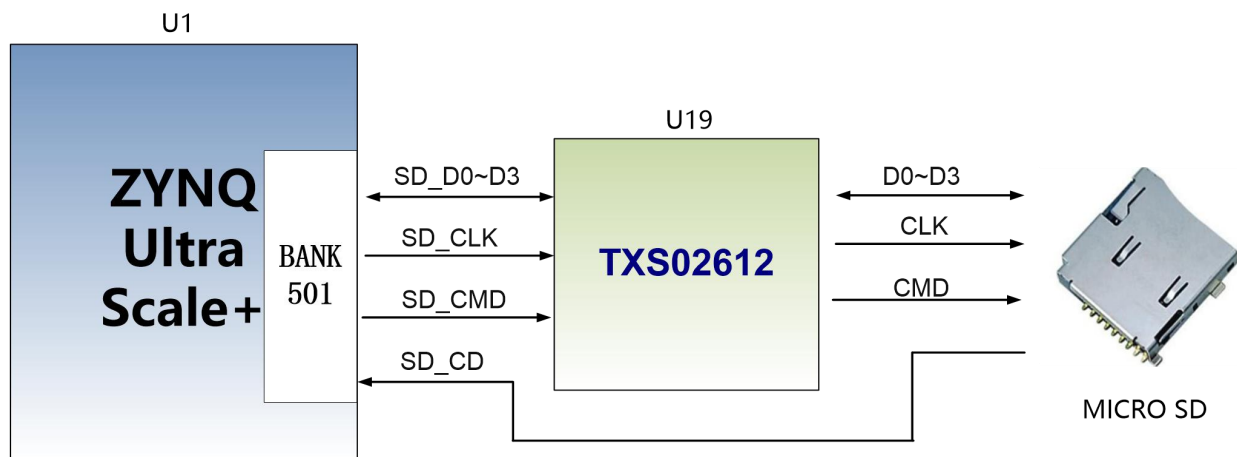 U1
U19
ZYNQ
Ultra
Scale+
BANK
501
SD_D0~D3
SD_CLK
SD_CMD
SD_CD
TXS02612
D0~D3
CLK
CMD
MICRO SD